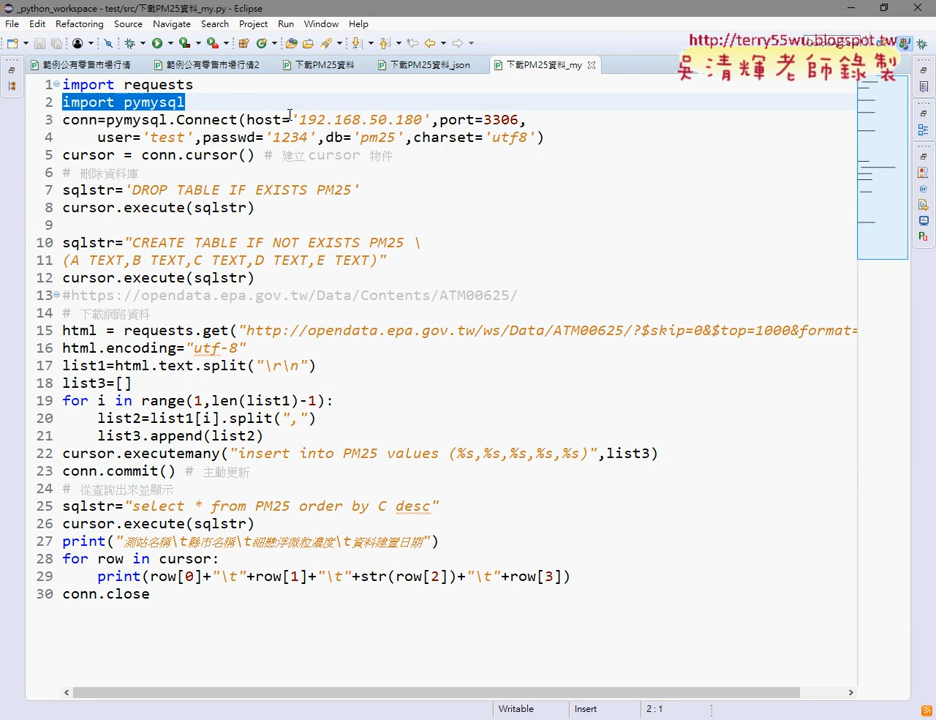 _python_workspace - test/src/下載PM25資料_my.py - Eclipse
File Edit Refactoring Source Navigate Search Project Run Window Help
http://terry55wu.blogspot.tw
吳清輝老師錄製
範例公有零售市場行情 範例公有零售市場行情2 下載PM25資料 下載PM25資料_json 下載PM25資料_my
1 import requests
2 import pymysql
3 conn=pymysql.Connect(host='192.168.50.180',port=3306,
4 user='test',passwd='1234',db='pm25',charset='utf8')
5 cursor = conn.cursor() # 建立 cursor 物件
6 # 刪除資料庫
7 sqlstr='DROP TABLE IF EXISTS PM25'
8 cursor.execute(sqlstr)
9
10 sqlstr="CREATE TABLE IF NOT EXISTS PM25 \
11 (A TEXT,B TEXT,C TEXT,D TEXT,E TEXT)"
12 cursor.execute(sqlstr)
13 #https://opendata.epa.gov.tw/Data/Contents/ATM00625/
14 # 下載網路資料
15 html = requests.get("http://opendata.epa.gov.tw/ws/Data/ATM00625/?$skip=0&$top=1000&format=
16 html.encoding="utf-8"
17 list1=html.text.split("\r\n")
18 list3=[]
19 for i in range(1,len(list1)-1):
20 list2=list1[i].split(",")
21 list3.append(list2)
22 cursor.executemany("insert into PM25 values (%s,%s,%s,%s,%s)",list3)
23 conn.commit() # 主動更新
24 # 從查詢出來並顯示
25 sqlstr="select * from PM25 order by C desc"
26 cursor.execute(sqlstr)
27 print("測站名稱\t縣市名稱\t細懸浮微粒濃度\t資料建置日期")
28 for row in cursor:
29 print(row[0]+"\t"+row[1]+"\t"+str(row[2])+"\t"+row[3])
30 conn.close
Writable Insert 2 : 1